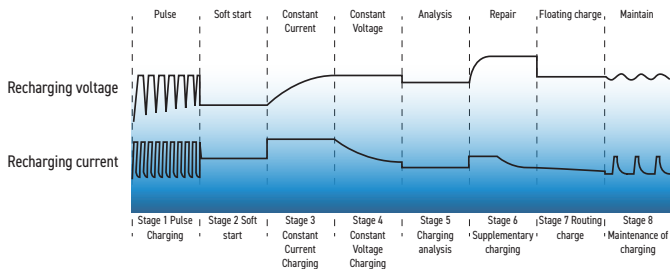 Pulse
Soft start
Constant
Current
Constant
Voltage
Analysis
Repair
Floating charge
Maintain
Recharging voltage
Recharging current
Stage 1 Pulse
Charging
Stage 2 Soft
start
Stage 3
Constant
Current
Charging
Stage 4
Constant
Voltage
Charging
Stage 5
Charging
analysis
Stage 6
Supplementary
charging
Stage 7 Routing
charge
Stage 8
Maintenance of
charging